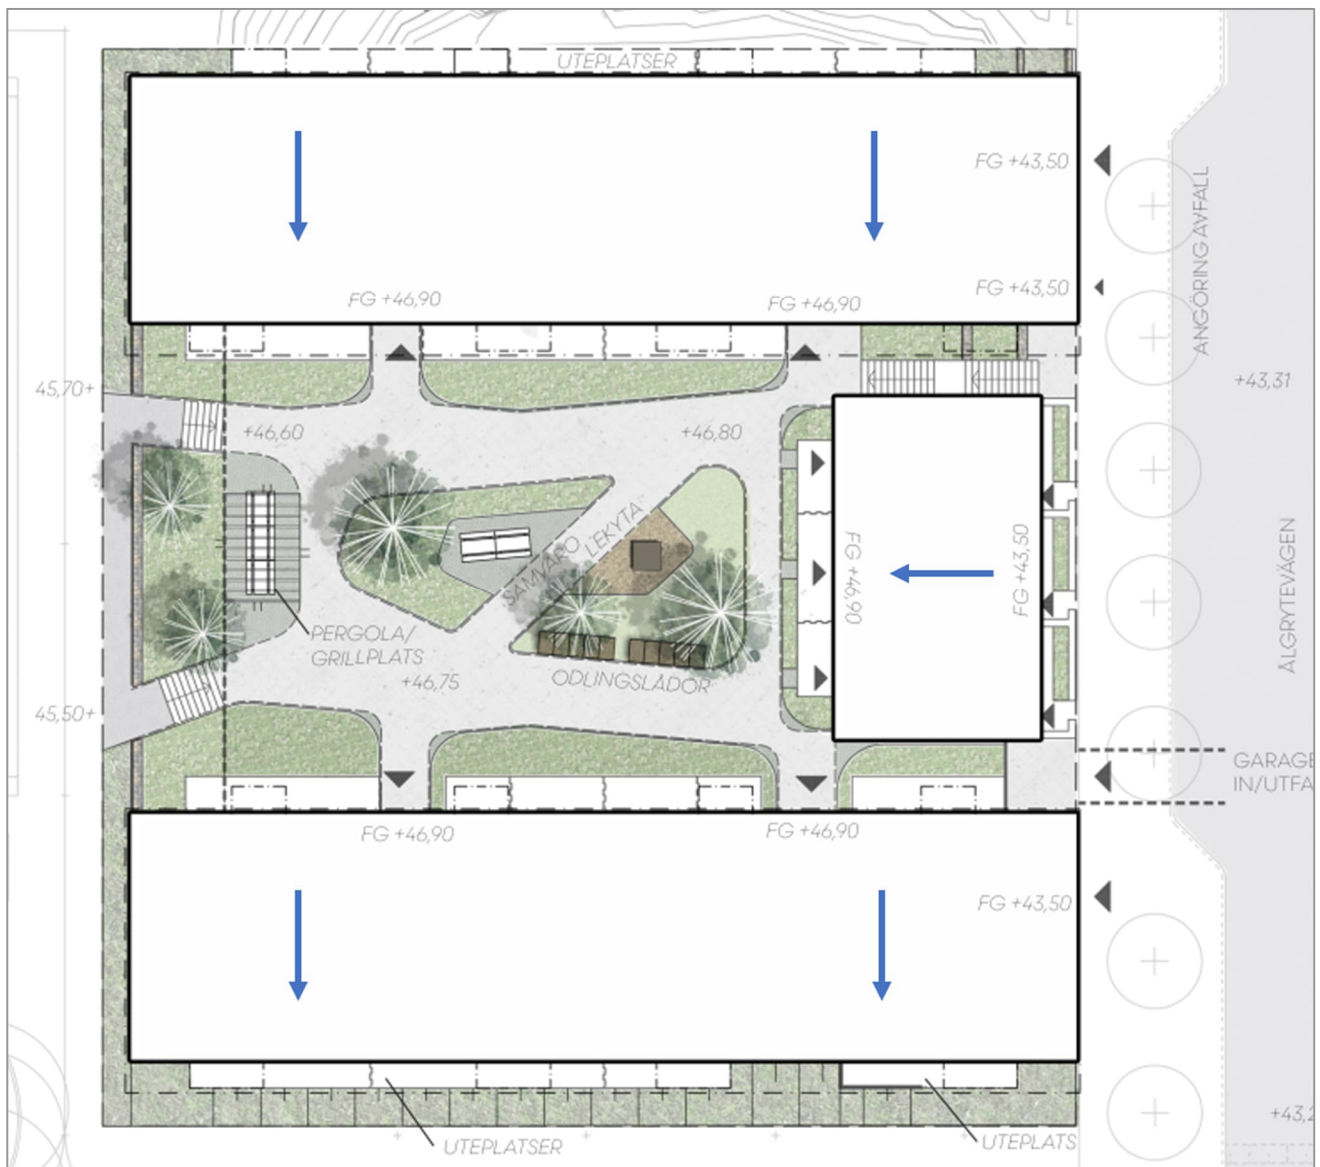 UTEPLATSER
FG +43,50
ANGÖRING AVFALL
FG +43,50
FG +46,90
FG +46,90
45,70+
+43,31
+46,60
+46,80
SAMVARO
LEKYTA
FG +46,90
FG +43,50
ÄLGRYTEVÄGEN
PERGOLA/
GRILLPLATS
+46,75
ODLINGSLÅDOR
45,50+
GARAGE
IN/UTFA
FG +46,90
FG +46,90
FG +43,50
+43,2
UTEPLATSER
UTEPLATS